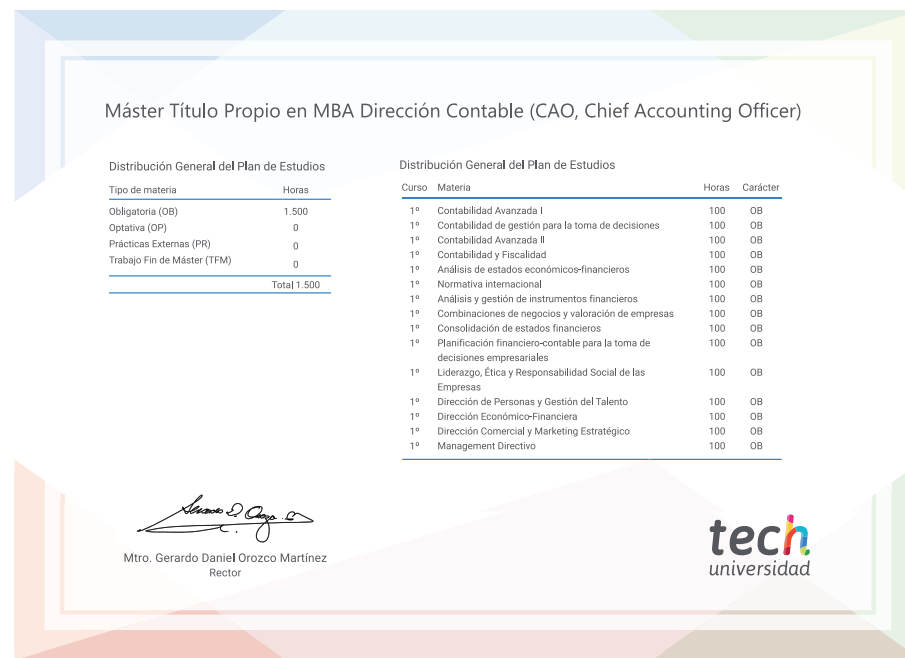 Máster Título Propio en MBA Dirección Contable (CAO, Chief Accounting Officer)
Distribución General del Plan de Estudios
Tipo de materia Horas
Obligatoria (OB) 1.500
Optativa (OP) 0
Prácticas Externas (PR) 0
Trabajo Fin de Máster (TFM) 0
Total 1.500
Distribución General del Plan de Estudios
Curso Materia Horas Carácter
1º Contabilidad Avanzada I 100 OB
1º Contabilidad de gestión para la toma de decisiones 100 OB
1º Contabilidad Avanzada II 100 OB
1º Contabilidad y Fiscalidad 100 OB
1º Análisis de estados económicos-financieros 100 OB
1º Normativa internacional 100 OB
1º Análisis y gestión de instrumentos financieros 100 OB
1º Combinaciones de negocios y valoración de empresas 100 OB
1º Consolidación de estados financieros 100 OB
1º Planificación financiero-contable para la toma de 100 OB
decisiones empresariales
1º Liderazgo, Ética y Responsabilidad Social de las 100 OB
Empresas
1º Dirección de Personas y Gestión del Talento 100 OB
1º Dirección Económico-Financiera 100 OB
1º Dirección Comercial y Marketing Estratégico 100 OB
1º Management Directivo 100 OB
Mtro. Gerardo Daniel Orozco Martínez
Rector
tech
universidad